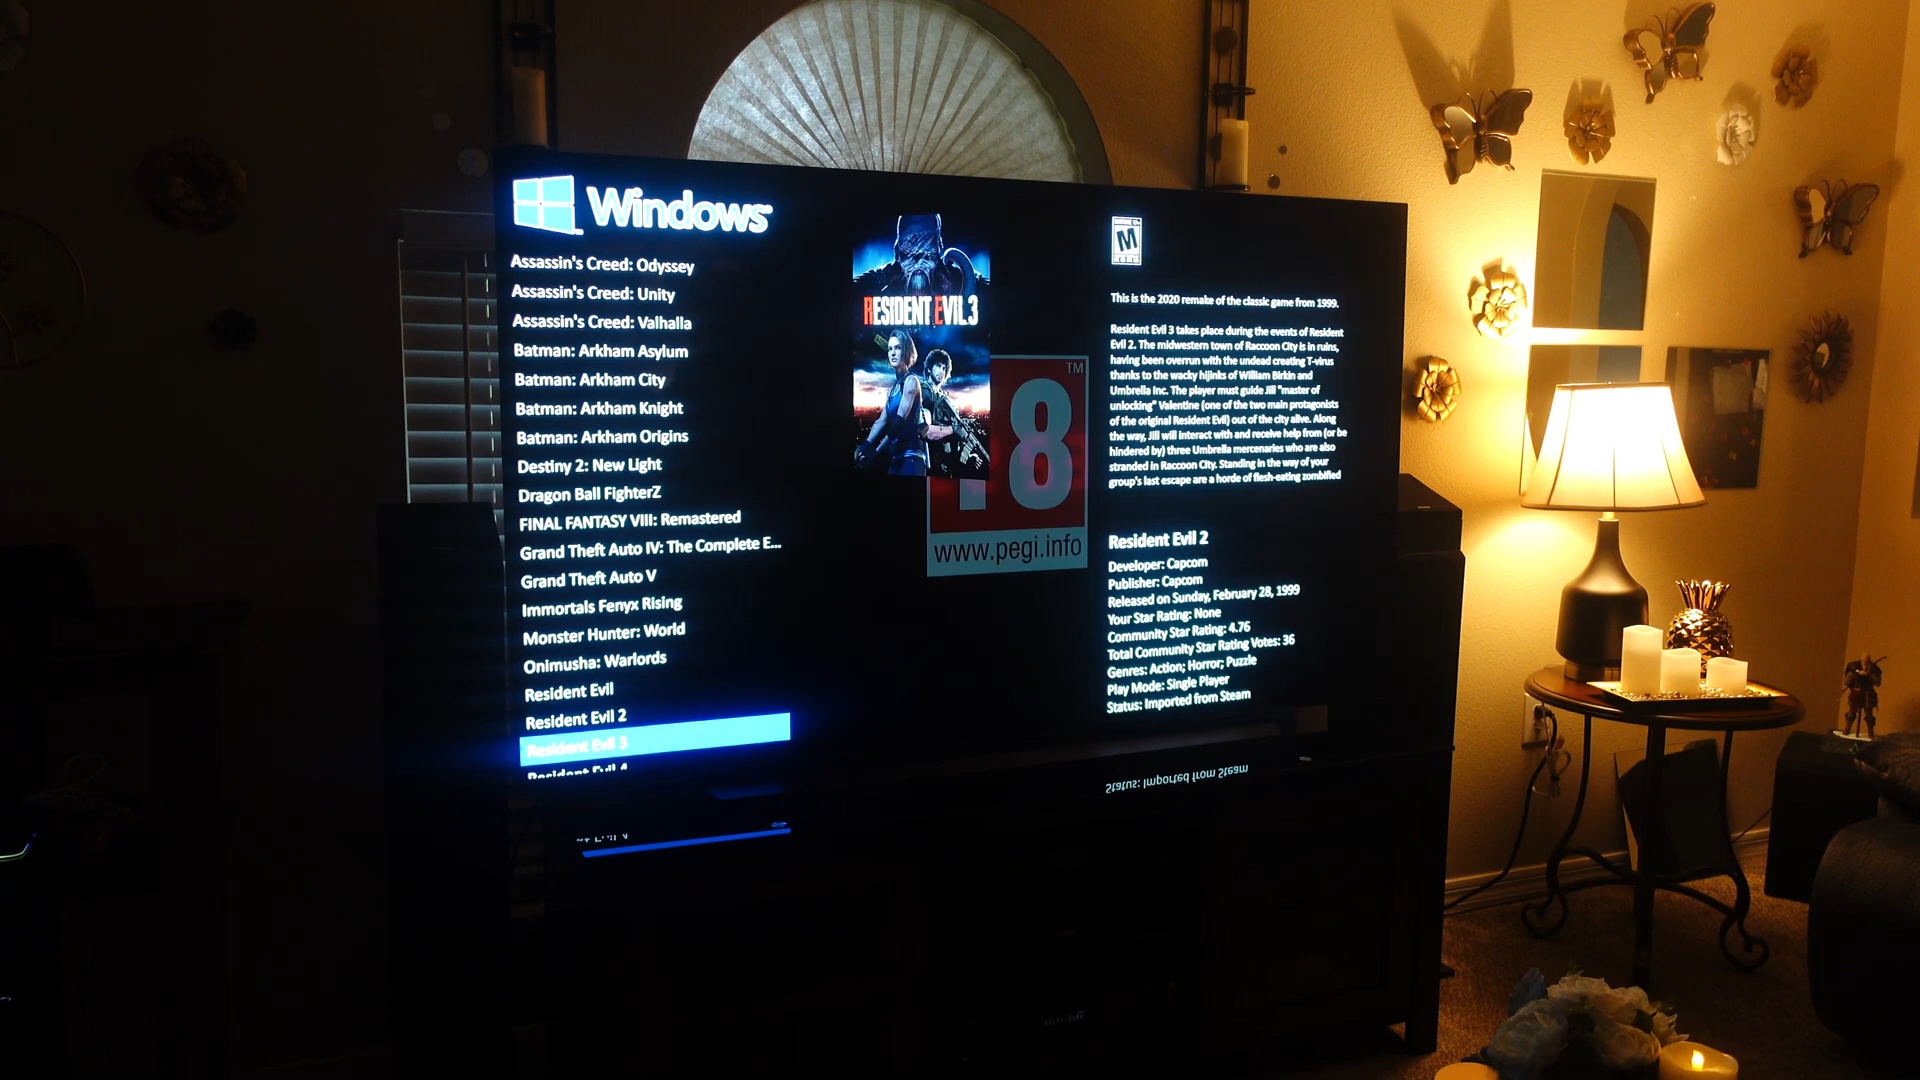 Windows
Assassin's Creed: Odyssey
Assassin's Creed: Unity
Assassin's Creed: Valhalla
Batman: Arkham Asylum
Batman: Arkham City
Batman: Arkham Knight
Batman: Arkham Origins
Destiny 2: New Light
Dragon Ball FighterZ
FINAL FANTASY VIII: Remastered
Grand Theft Auto IV: The Complete E...
Grand Theft Auto V
Immortals Fenyx Rising
Monster Hunter: World
Onimusha: Warlords
Resident Evil
Resident Evil 2
Resident Evil 3
Resident Evil 4
RESIDENT EVIL 3
TM
18
www.pegi.info
M
This is the 2020 remake of the classic game from 1999.
Resident Evil 3 takes place during the events of Resident
Evil 2. The midwestern town of Raccoon City is in ruins,
having been overrun with the undead creating T-virus
thanks to the wacky hijinks of William Birkin and
Umbrella Inc. The player must guide Jill "master of
unlocking" Valentine (one of the two main protagonists
of the original Resident Evil) out of the city alive. Along
the way, Jill will interact with and receive help from (or be
hindered by) three Umbrella mercenaries who are also
stranded in Raccoon City. Standing in the way of your
group's last escape are a horde of flesh-eating zombified
Resident Evil 2
Developer: Capcom
Publisher: Capcom
Released on Sunday, February 28, 1999
Your Star Rating: None
Community Star Rating: 4.76
Total Community Star Rating Votes: 36
Genres: Action; Horror; Puzzle
Play Mode: Single Player
Status: Imported from Steam
Status: Imported from Steam